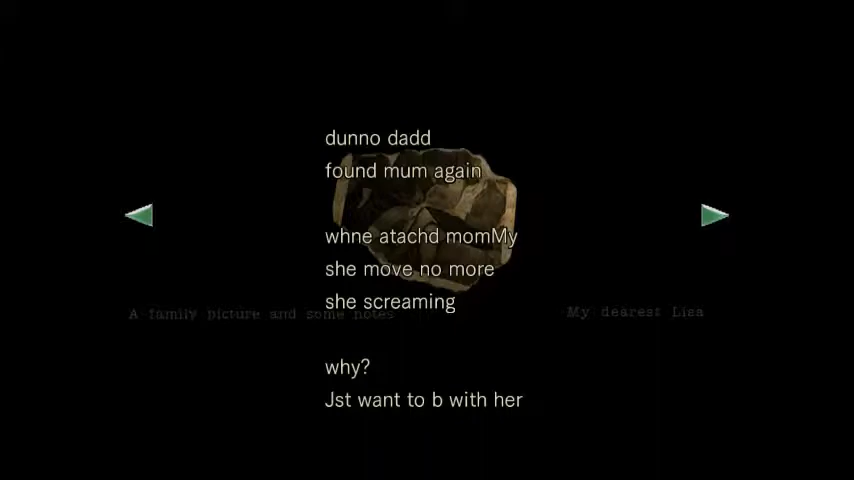 dunno dadd
found mum again
whne atachd momMy
she move no more
she screaming
A family picture and some notes
My dearest Lisa
why?
Jst want to b with her